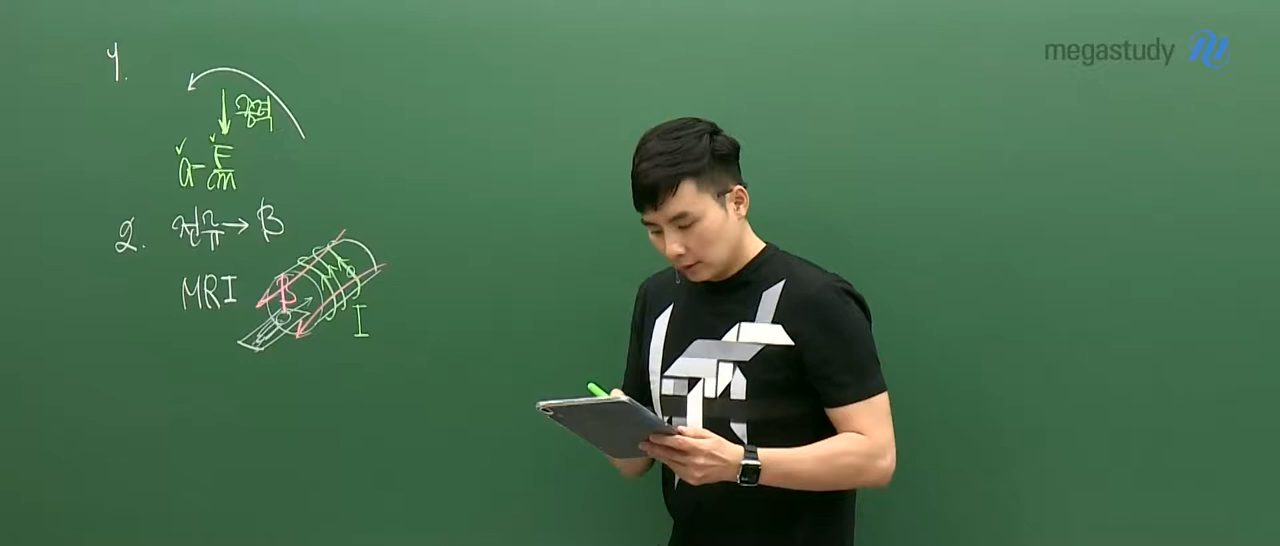 megastudy
1.
중력
a = F/m
2. 전류 → B
MRI
B
I